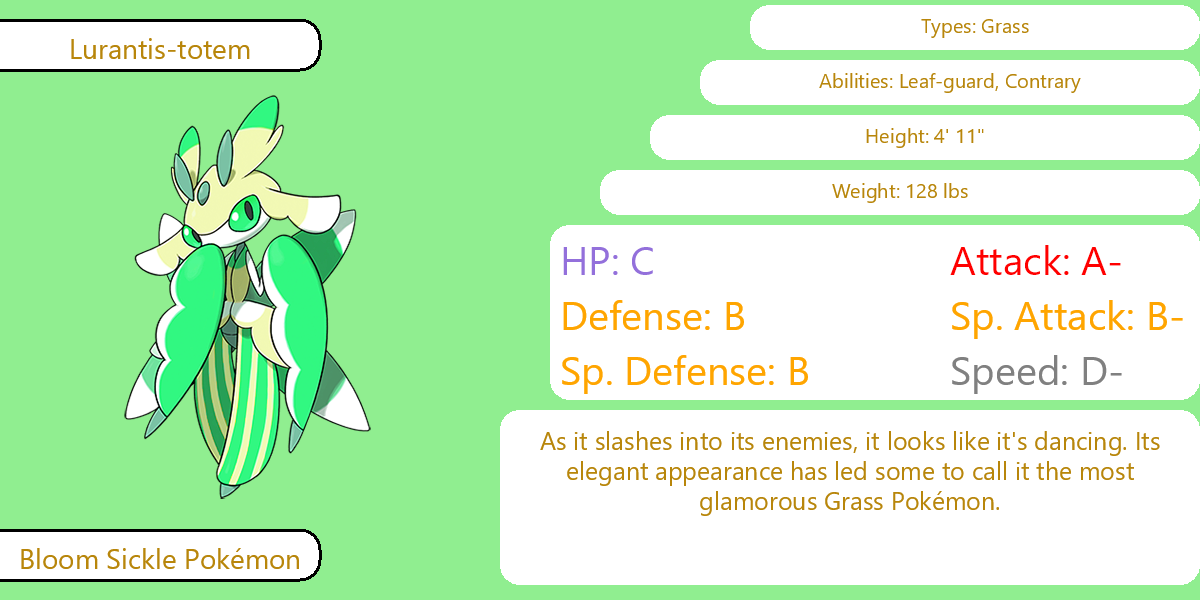 Lurantis-totem
Types: Grass
Abilities: Leaf-guard, Contrary
Height: 4' 11"
Weight: 128 lbs
HP: C
Attack: A-
Defense: B
Sp. Attack: B-
Sp. Defense: B
Speed: D-
As it slashes into its enemies, it looks like it's dancing. Its
elegant appearance has led some to call it the most
glamorous Grass Pokémon.
Bloom Sickle Pokémon